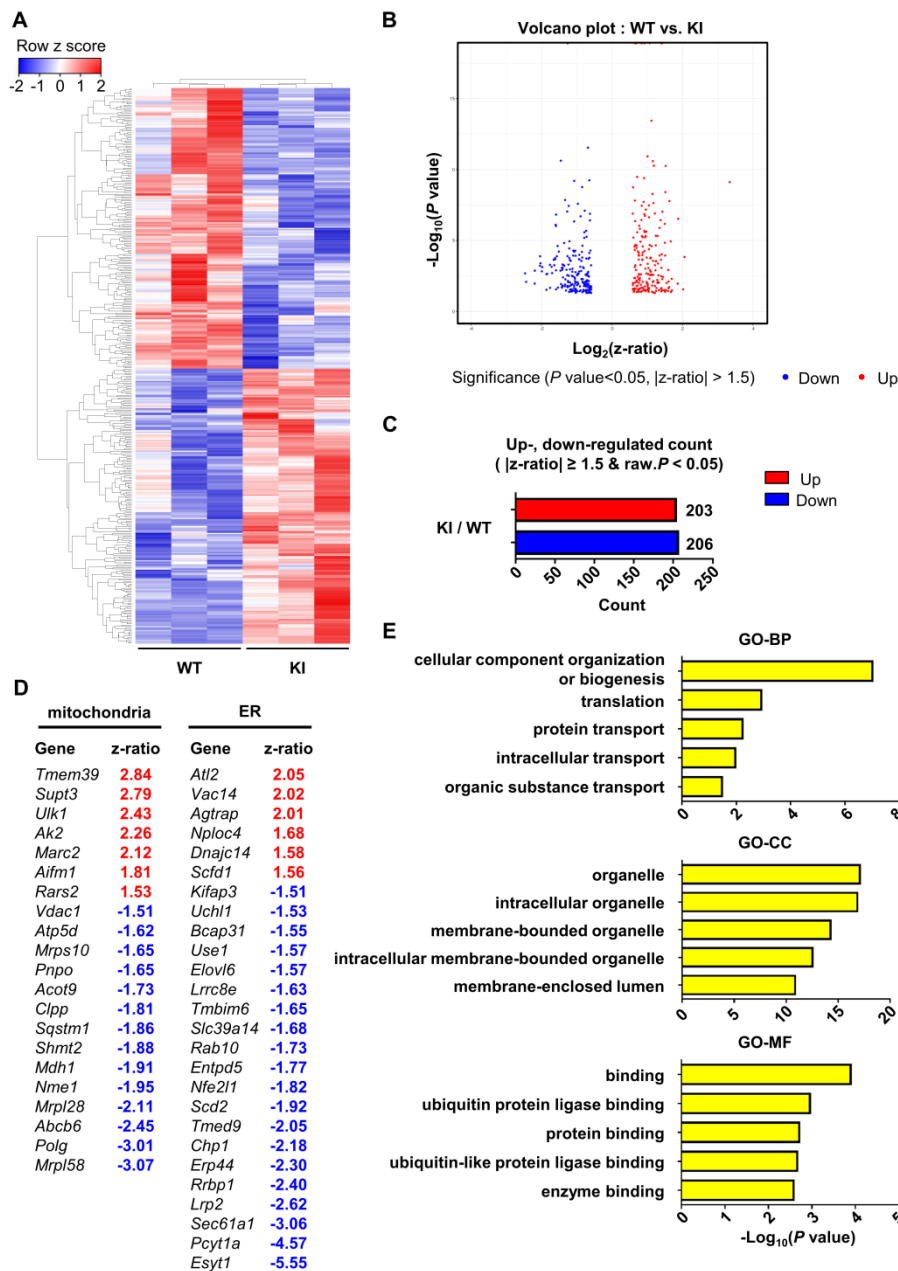 A
Row z score
-2 -1 0 1 2
WT KI
B
Volcano plot : WT vs. KI
-Log10(P value)
15
10
5
0
-2 0 2 4
Log2(z-ratio)
Significance (P value<0.05, |z-ratio| > 1.5) Down Up
C
Up-, down-regulated count
( |z-ratio| ≥ 1.5 & raw.P < 0.05)
Up
Down
KI / WT
203
206
0 50 100 150 200 250
Count
D
mitochondria
Gene z-ratio
Tmem39 2.84
Supt3 2.79
Ulk1 2.43
Ak2 2.26
Marc2 2.12
Aifm1 1.81
Rars2 1.53
Vdac1 -1.51
Atp5d -1.62
Mrps10 -1.65
Pnpo -1.65
Acot9 -1.73
Clpp -1.81
Sqstm1 -1.86
Shmt2 -1.88
Mdh1 -1.91
Nme1 -1.95
Mrpl28 -2.11
Abcb6 -2.45
Polg -3.01
Mrpl58 -3.07
ER
Gene z-ratio
Atl2 2.05
Vac14 2.02
Agtrap 2.01
Nploc4 1.68
Dnajc14 1.58
Scfd1 1.56
Kifap3 -1.51
Uchl1 -1.53
Bcap31 -1.55
Use1 -1.57
Elovl6 -1.57
Lrrc8e -1.63
Tmbim6 -1.65
Slc39a14 -1.68
Rab10 -1.73
Entpd5 -1.77
Nfe2l1 -1.82
Scd2 -1.92
Tmed9 -2.05
Chp1 -2.18
Erp44 -2.30
Rrbp1 -2.40
Lrp2 -2.62
Sec61a1 -3.06
Pcyt1a -4.57
Esyt1 -5.55
E
GO-BP
cellular component organization
or biogenesis
translation
protein transport
intracellular transport
organic substance transport
0 2 4 6 8
GO-CC
organelle
intracellular organelle
membrane-bounded organelle
intracellular membrane-bounded organelle
membrane-enclosed lumen
0 5 10 15 20
GO-MF
binding
ubiquitin protein ligase binding
protein binding
ubiquitin-like protein ligase binding
enzyme binding
0 1 2 3 4 5
-Log10(P value)